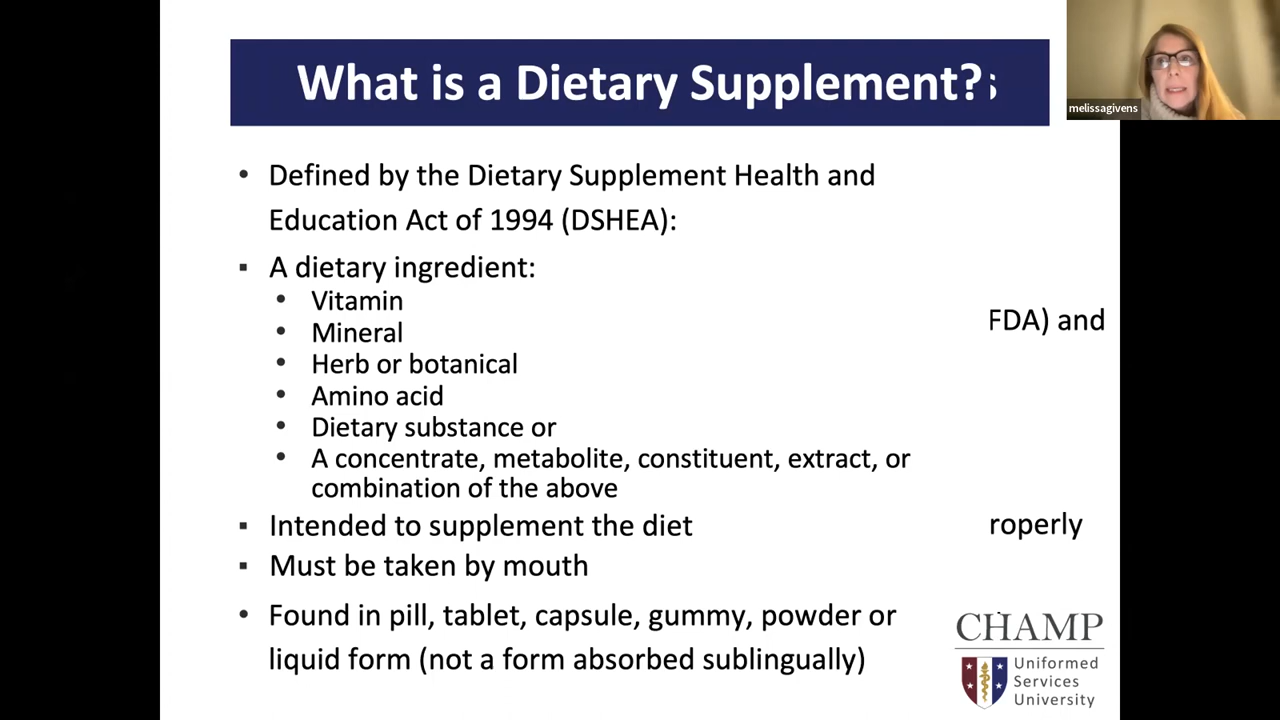 What is a Dietary Supplement? s
melissagivens
• Defined by the Dietary Supplement Health and
Education Act of 1994 (DSHEA):
▪ A dietary ingredient:
• Vitamin
• Mineral
FDA) and
• Herb or botanical
• Amino acid
• Dietary substance or
• A concentrate, metabolite, constituent, extract, or
combination of the above
▪ Intended to supplement the diet
roperly
▪ Must be taken by mouth
• Found in pill, tablet, capsule, gummy, powder or
liquid form (not a form absorbed sublingually)
CHAMP
Uniformed
Services
University